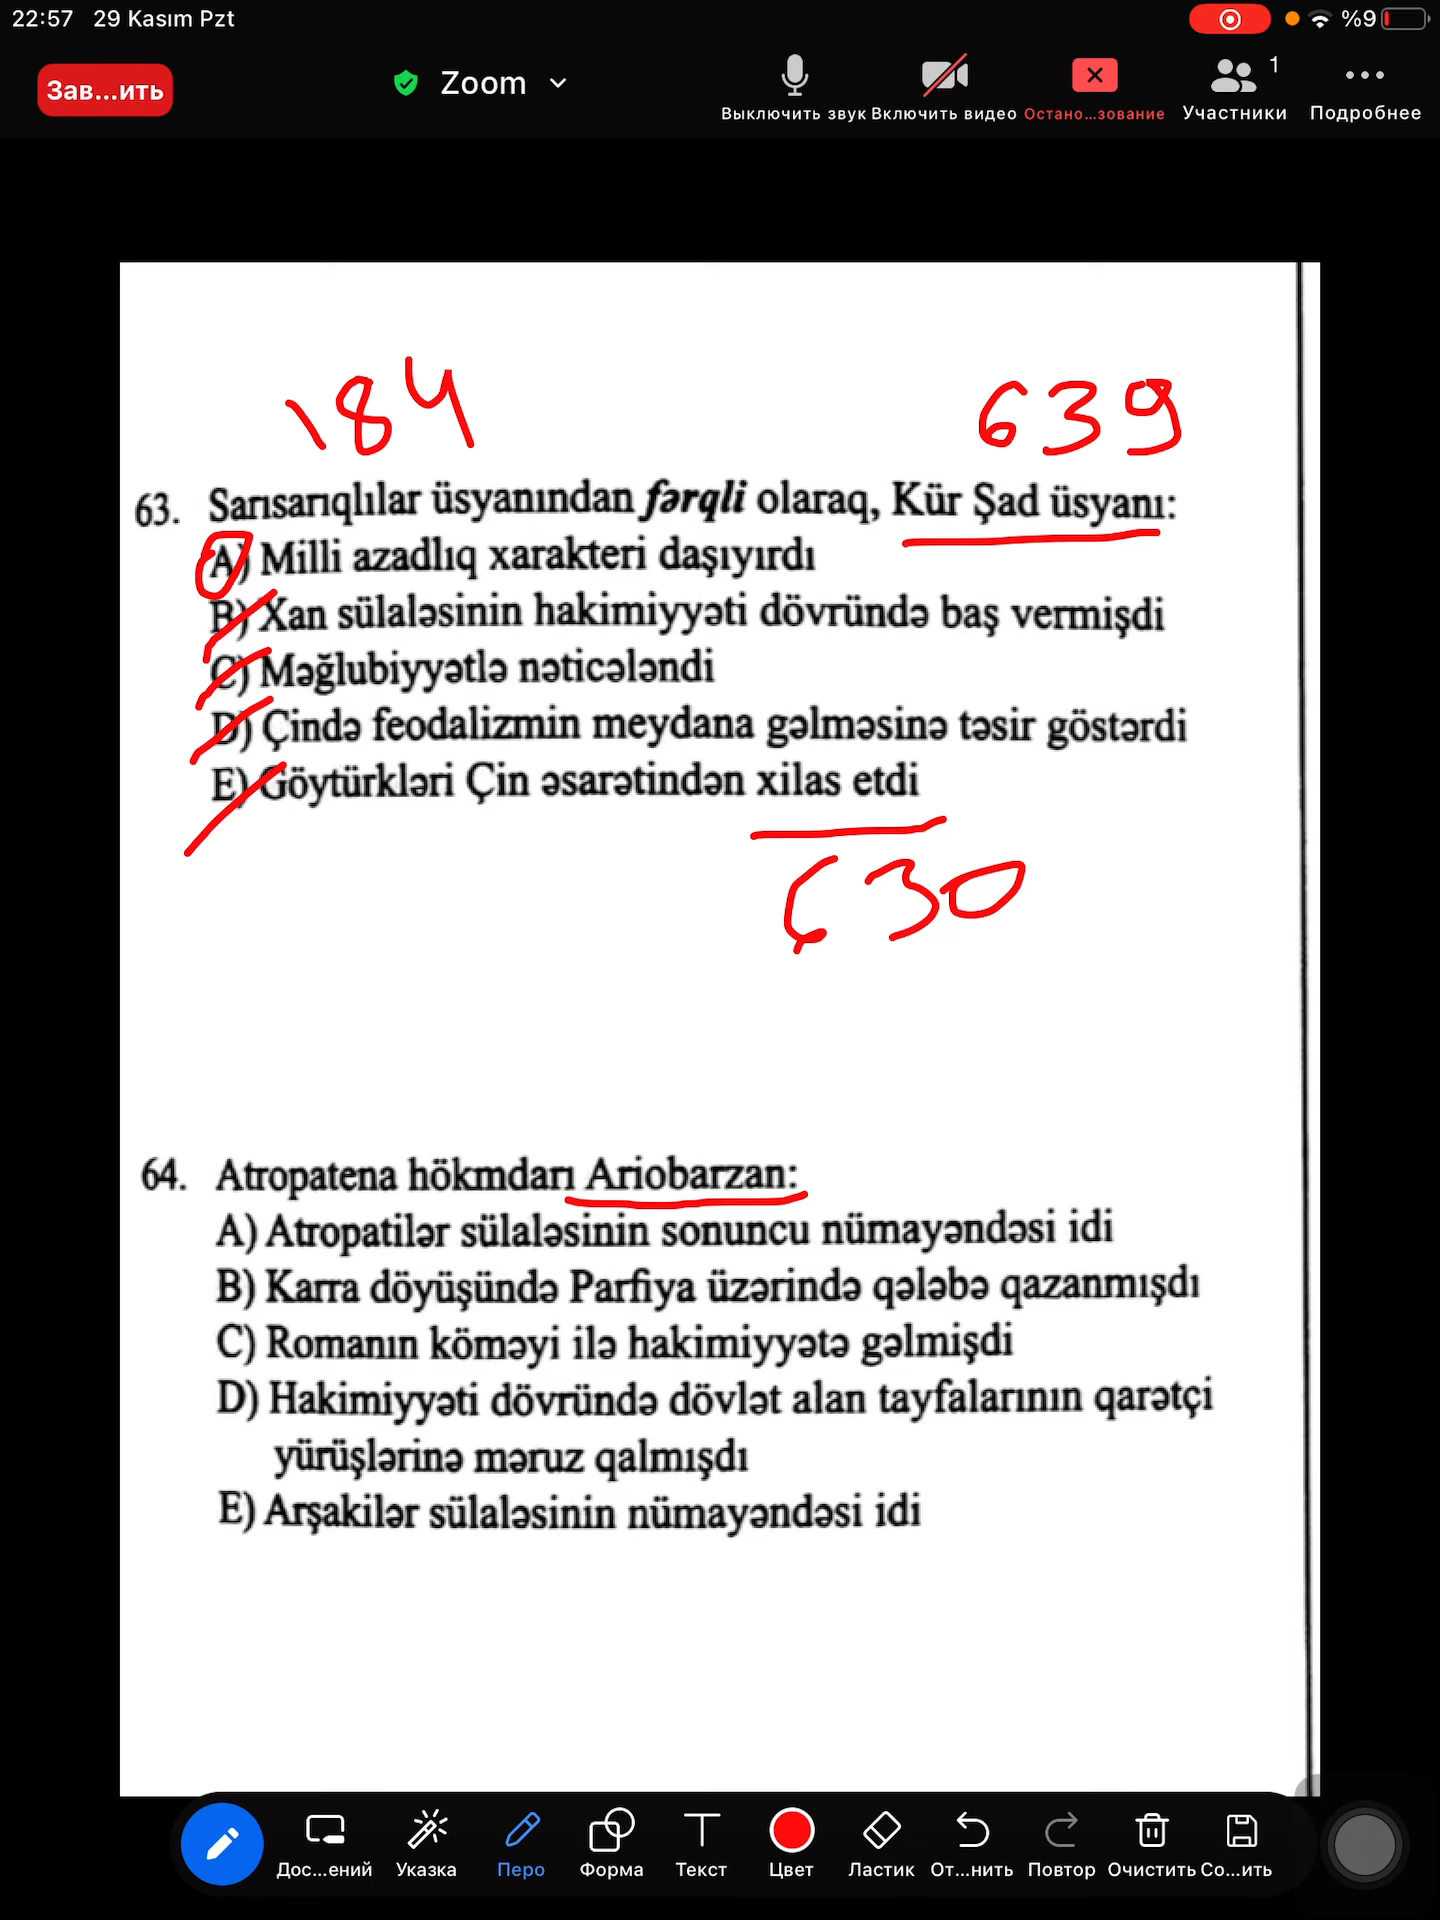 22:57 29 Kasım Pzt %9
Зав...ить Zoom 1
Выключить звук Включить видео Остано...зование Участники Подробнее
184 639
63. Sarısarıqlılar üsyanından fərqli olaraq, Kür Şad üsyanı:
A) Milli azadlıq xarakteri daşıyırdı
B) Xan sülaləsinin hakimiyyəti dövründə baş vermişdi
C) Məğlubiyyətlə nəticələndi
D) Çində feodalizmin meydana gəlməsinə təsir göstərdi
E) Göytürkləri Çin əsarətindən xilas etdi
630
64. Atropatena hökmdarı Ariobarzan:
A) Atropatilər sülaləsinin sonuncu nümayəndəsi idi
B) Karra döyüşündə Parfiya üzərində qələbə qazanmışdı
C) Romanın köməyi ilə hakimiyyətə gəlmişdi
D) Hakimiyyəti dövründə dövlət alan tayfalarının qarətçi
yürüşlərinə məruz qalmışdı
E) Arşakilər sülaləsinin nümayəndəsi idi
Дос...ений Указка Перо Форма Текст Цвет Ластик От...нить Повтор Очистить Со...ить